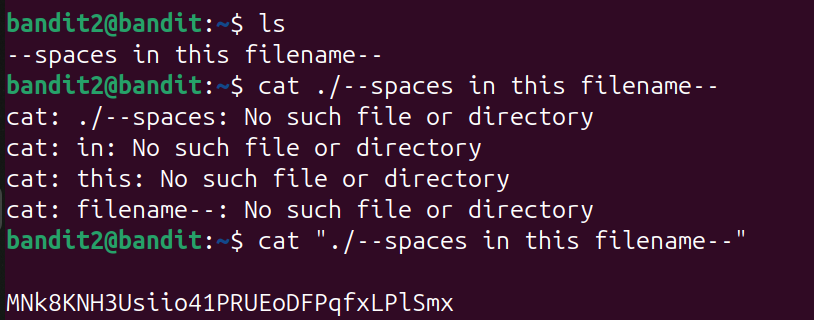 bandit2@bandit:~$ ls
--spaces in this filename--
bandit2@bandit:~$ cat ./--spaces in this filename--
cat: ./--spaces: No such file or directory
cat: in: No such file or directory
cat: this: No such file or directory
cat: filename--: No such file or directory
bandit2@bandit:~$ cat "./--spaces in this filename--"
MNk8KNH3Usiio41PRUEoDFPqfxLPlSmx